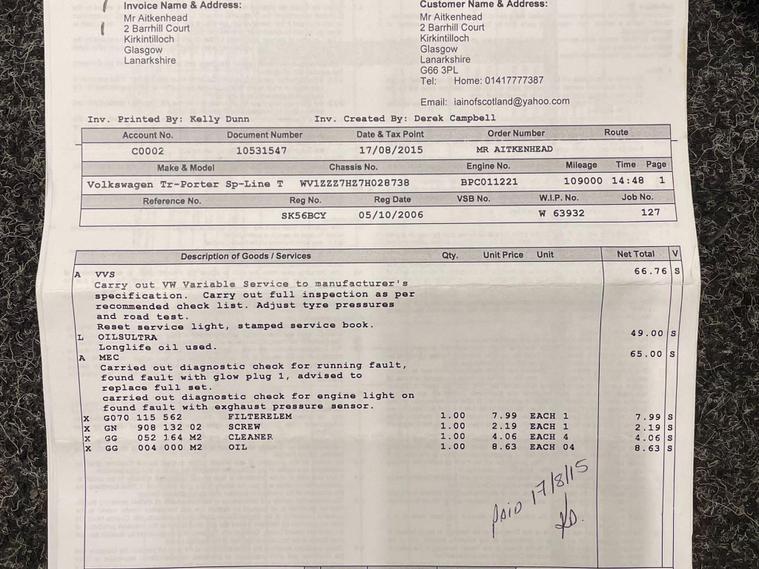 Invoice Name & Address:
Mr Aitkenhead
2 Barrhill Court
Kirkintilloch
Glasgow
Lanarkshire
Customer Name & Address:
Mr Aitkenhead
2 Barrhill Court
Kirkintilloch
Glasgow
Lanarkshire
G66 3PL
Tel: Home: 01417777387
Email: iainofscotland@yahoo.com
Inv. Printed By: Kelly Dunn Inv. Created By: Derek Campbell
Account No. Document Number Date & Tax Point Order Number Route
C0002 10531547 17/08/2015 MR AITKENHEAD
Make & Model Chassis No. Engine No. Mileage Time Page
Volkswagen Tr-Porter Sp-Line T WV1ZZZ7HZ7H028738 BPC011221 109000 14:48 1
Reference No. Reg No. Reg Date VSB No. W.I.P. No. Job No.
SK56BCY 05/10/2006 W 63932 127
Description of Goods / Services Qty. Unit Price Unit Net Total V
A VVS 66.76 S
Carry out VW Variable Service to manufacturer's
specification. Carry out full inspection as per
recommended check list. Adjust tyre pressures
and road test.
Reset service light, stamped service book.
L OILSULTRA 49.00 S
Longlife oil used.
A MEC 65.00 S
Carried out diagnostic check for running fault,
found fault with glow plug 1, advised to
replace full set.
carried out diagnostic check for engine light on
found fault with exghaust pressure sensor.
X G070 115 562 FILTERELEM 1.00 7.99 EACH 1 7.99 S
X GN 908 132 02 SCREW 1.00 2.19 EACH 1 2.19 S
X GG 052 164 M2 CLEANER 1.00 4.06 EACH 4 4.06 S
X GG 004 000 M2 OIL 1.00 8.63 EACH 04 8.63 S
paid 17/8/15